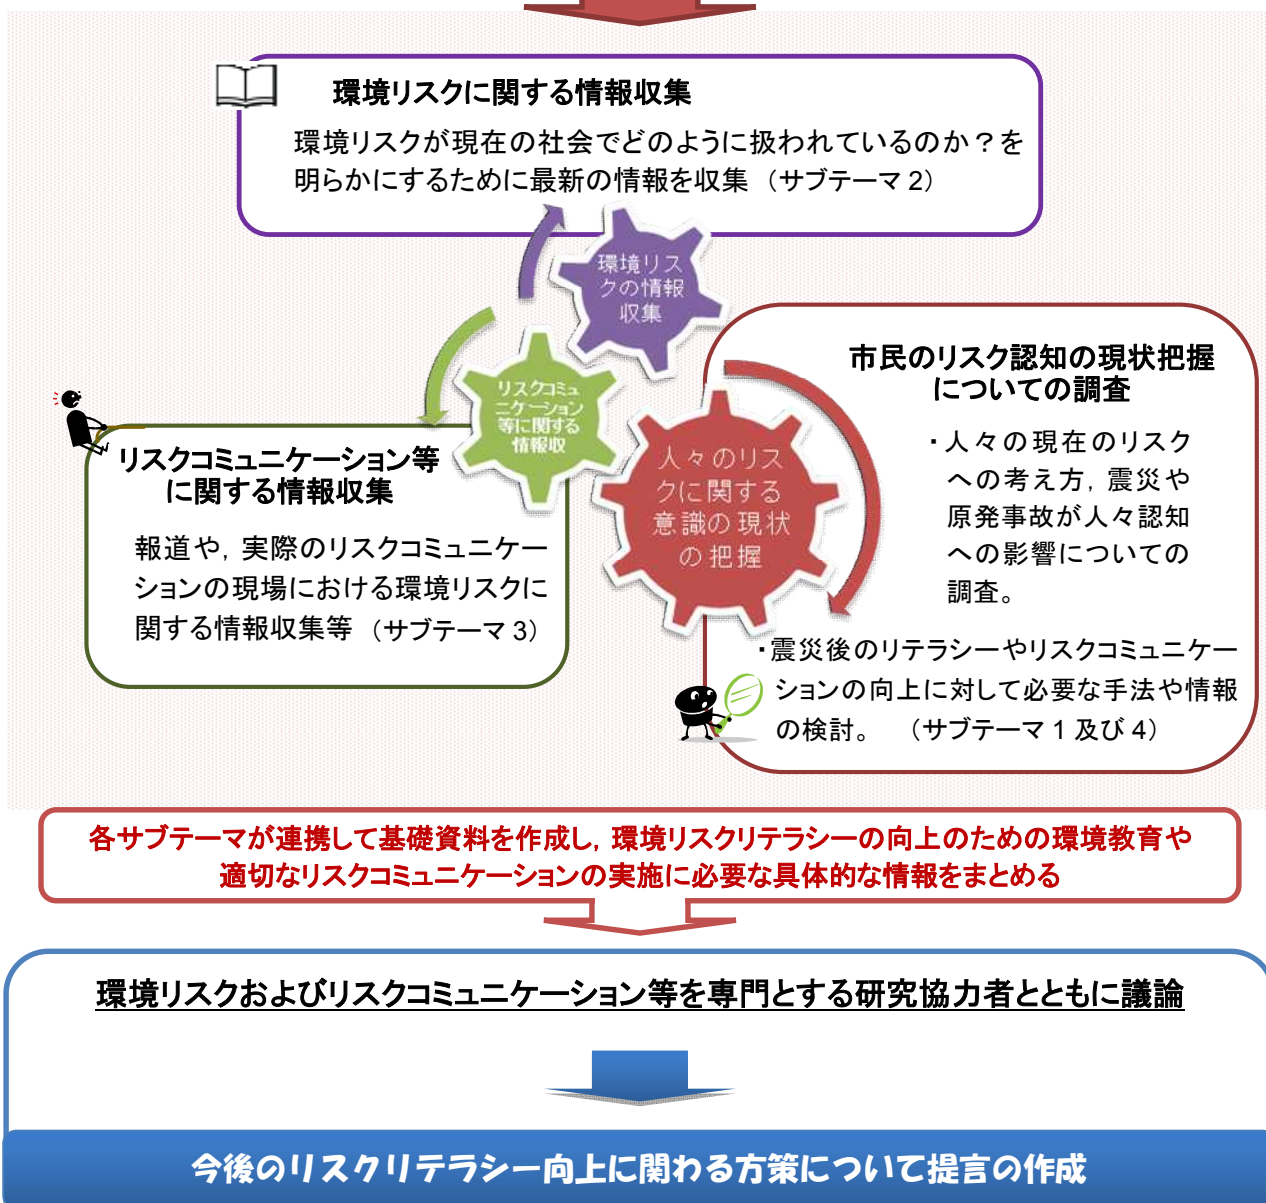 環境リスクに関する情報収集
環境リスクが現在の社会でどのように扱われているのか？を
明らかにするために最新の情報を収集 （サブテーマ 2）
環境リス
クの情報
収集
リスクコミュ
ニケーション
等に関する
情報収
リスクコミュニケーション等
に関する情報収集
報道や, 実際のリスクコミュニケー
ションの現場における環境リスクに
関する情報収集等 （サブテーマ 3）
人々のリス
クに関する
意識の現状
の把握
市民のリスク認知の現状把握
についての調査
・人々の現在のリスク
への考え方, 震災や
原発事故が人々認知
への影響についての
調査。
・震災後のリテラシーやリスクコミュニケー
ションの向上に対して必要な手法や情報
の検討。 （サブテーマ 1 及び 4）
各サブテーマが連携して基礎資料を作成し, 環境リスクリテラシーの向上のための環境教育や
適切なリスクコミュニケーションの実施に必要な具体的な情報をまとめる
環境リスクおよびリスクコミュニケーション等を専門とする研究協力者とともに議論
今後のリスクリテラシー向上に関わる方策について提言の作成